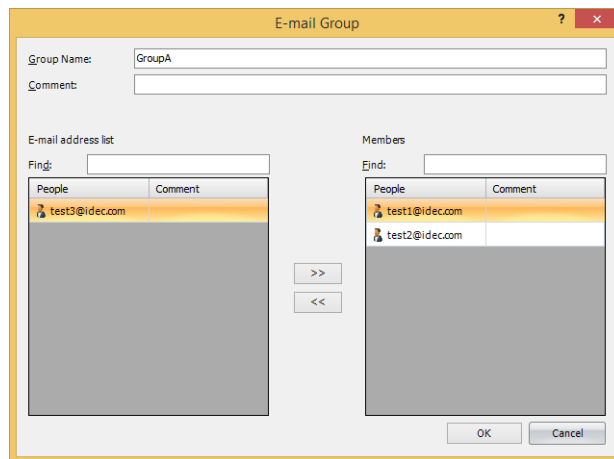 E-mail Group
?
Group Name:
GroupA
Comment:
E-mail address list
Members
Find:
Find:
People
Comment
People
Comment
test3@idec.com
test1@idec.com
test2@idec.com
>>
<<
OK
Cancel